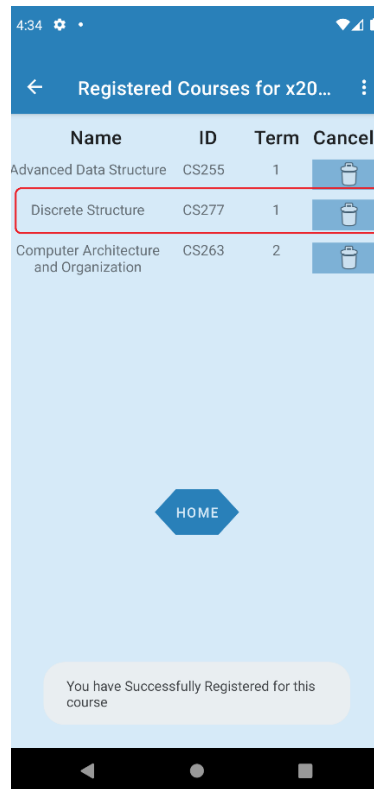 4:34
Registered Courses for x20...
Name ID Term Cancel
Advanced Data Structure CS255 1
Discrete Structure CS277 1
Computer Architecture CS263 2
and Organization
HOME
You have Successfully Registered for this
course